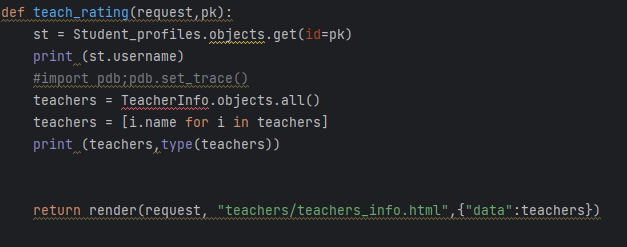 def teach_rating(request,pk):
    st = Student_profiles.objects.get(id=pk)
    print (st.username)
    #import pdb;pdb.set_trace()
    teachers = TeacherInfo.objects.all()
    teachers = [i.name for i in teachers]
    print (teachers,type(teachers))
    return render(request, "teachers/teachers_info.html",{"data":teachers})